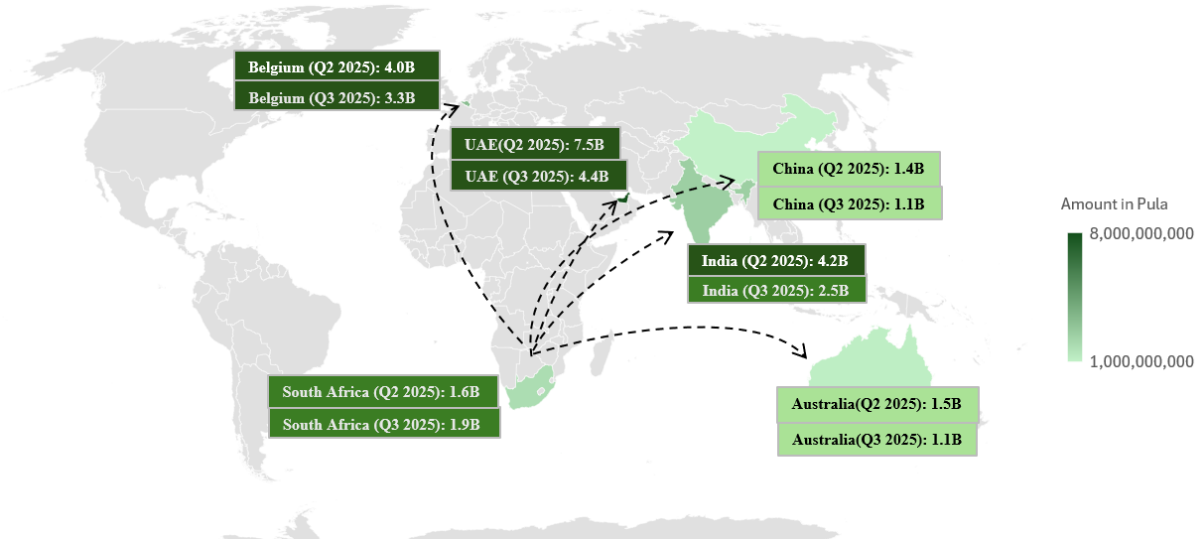 Belgium (Q2 2025): 4.0B
Belgium (Q3 2025): 3.3B
UAE(Q2 2025): 7.5B
UAE (Q3 2025): 4.4B
China (Q2 2025): 1.4B
China (Q3 2025): 1.1B
Amount in Pula
8,000,000,000
1,000,000,000
India (Q2 2025): 4.2B
India (Q3 2025): 2.5B
South Africa (Q2 2025): 1.6B
South Africa (Q3 2025): 1.9B
Australia(Q2 2025): 1.5B
Australia(Q3 2025): 1.1B